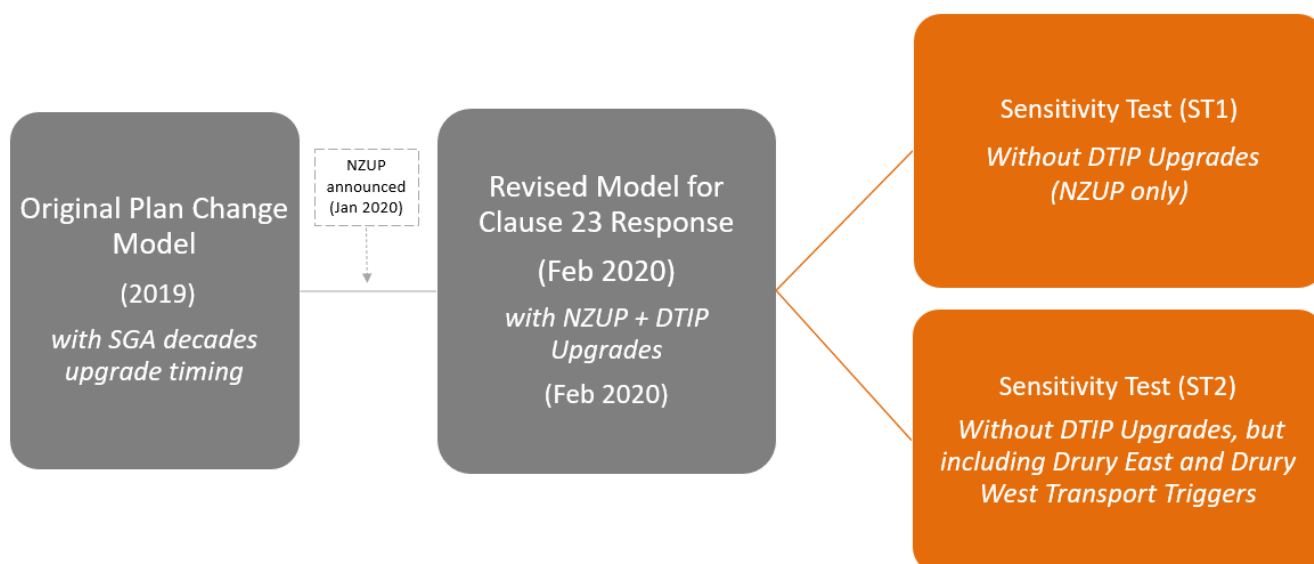 Original Plan Change
Model
(2019)
with SGA decades
upgrade timing
NZUP
announced
(Jan 2020)
Revised Model for
Clause 23 Response
(Feb 2020)
with NZUP + DTIP
Upgrades
(Feb 2020)
Sensitivity Test (ST1)
Without DTIP Upgrades
(NZUP only)
Sensitivity Test (ST2)
Without DTIP Upgrades, but
including Drury East and Drury
West Transport Triggers